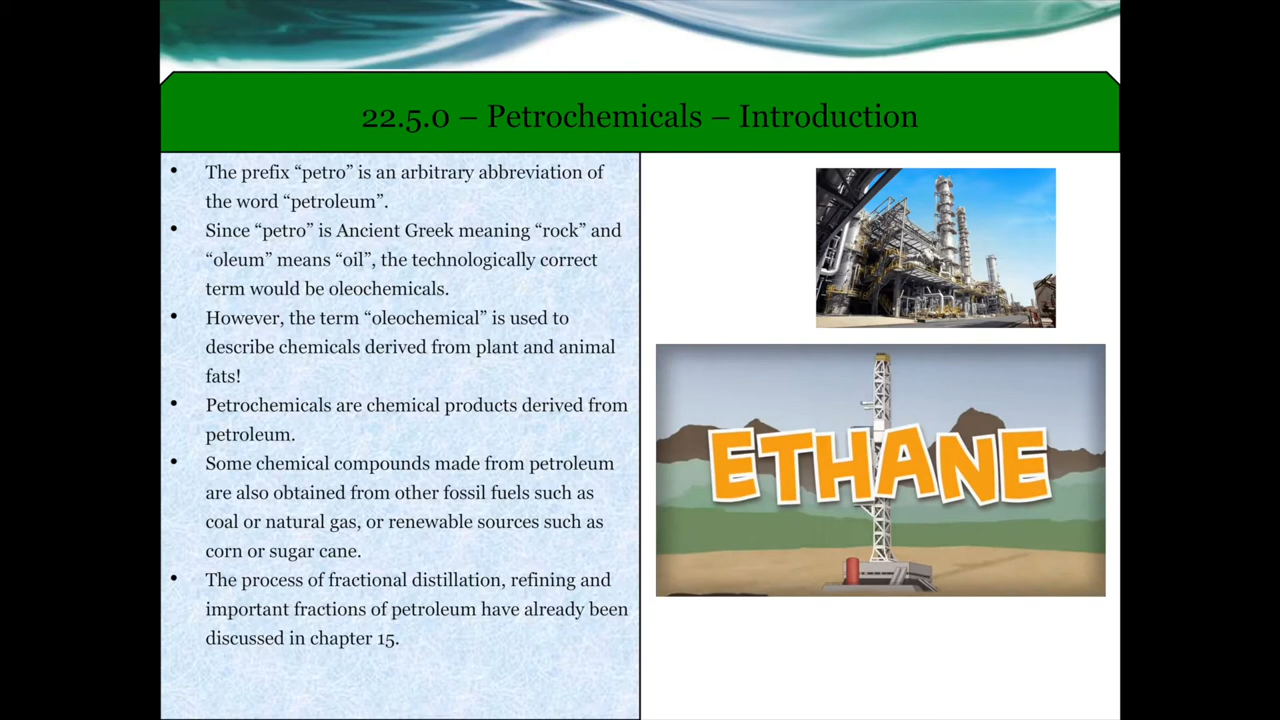 22.5.0 – Petrochemicals – Introduction
• The prefix “petro” is an arbitrary abbreviation of
the word “petroleum”.
• Since “petro” is Ancient Greek meaning “rock” and
“oleum” means “oil”, the technologically correct
term would be oleochemicals.
• However, the term “oleochemical” is used to
describe chemicals derived from plant and animal
fats!
• Petrochemicals are chemical products derived from
petroleum.
• Some chemical compounds made from petroleum
are also obtained from other fossil fuels such as
coal or natural gas, or renewable sources such as
corn or sugar cane.
• The process of fractional distillation, refining and
important fractions of petroleum have already been
discussed in chapter 15.
ETHANE